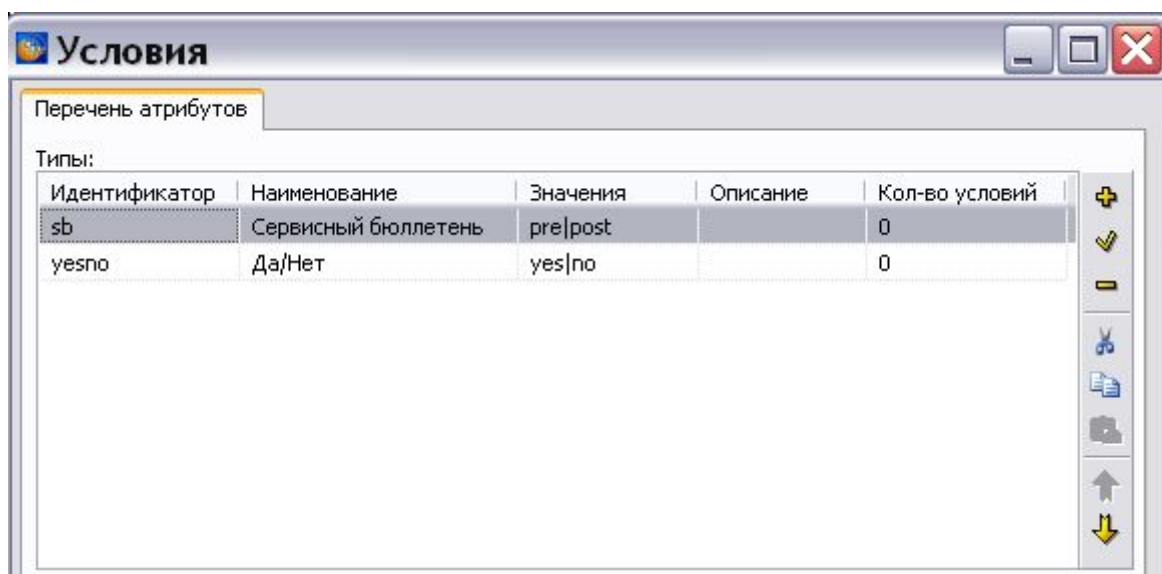 Условия
Перечень атрибутов
Типы:
Идентификатор Наименование Значения Описание Кол-во условий
sb Сервисный бюллетень pre|post 0
yesno Да/Нет yes|no 0